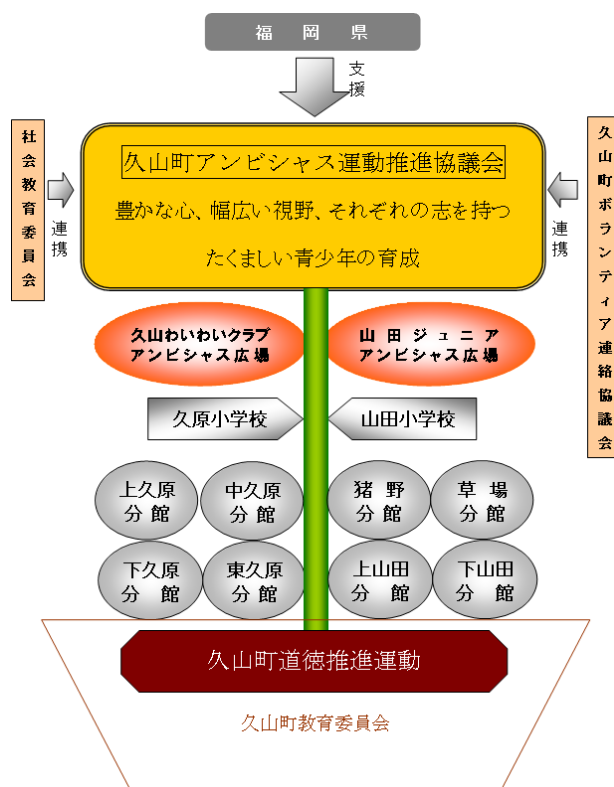 福岡県
支援
社会教育委員会
連携
久山町アンビシャス運動推進協議会
豊かな心、幅広い視野、それぞれの志を持つ
たくましい青少年の育成
連携
久山町ボランティア連絡協議会
久山わいわいクラブ
アンビシャス広場
山田ジュニア
アンビシャス広場
久原小学校
山田小学校
上久原
分館
中久原
分館
猪野
分館
草場
分館
下久原
分館
東久原
分館
上山田
分館
下山田
分館
久山町道徳推進運動
久山町教育委員会